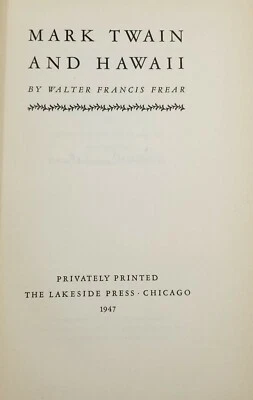 MARK TWAIN
AND HAWAII
BY WALTER FRANCIS FREAR
PRIVATELY PRINTED
THE LAKESIDE PRESS · CHICAGO
1947